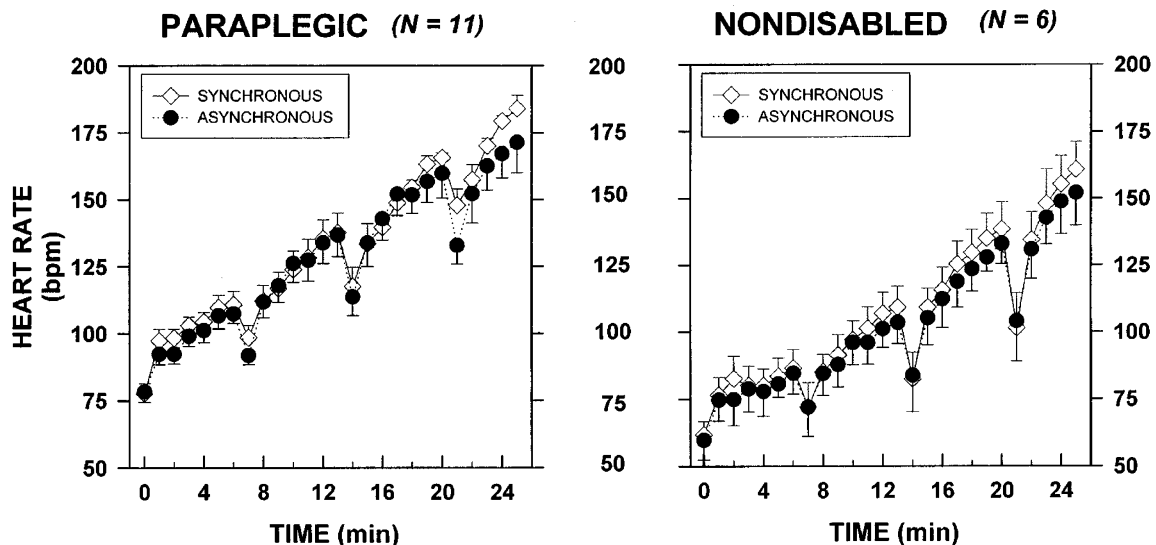 PARAPLEGIC (N = 11)
NONDISABLED (N = 6)
SYNCHRONOUS
ASYNCHRONOUS
SYNCHRONOUS
ASYNCHRONOUS
HEART RATE
(bpm)
200
175
150
125
100
75
50
200
175
150
125
100
75
50
200
175
150
125
100
75
50
0 4 8 12 16 20 24
0 4 8 12 16 20 24
TIME (min)
TIME (min)